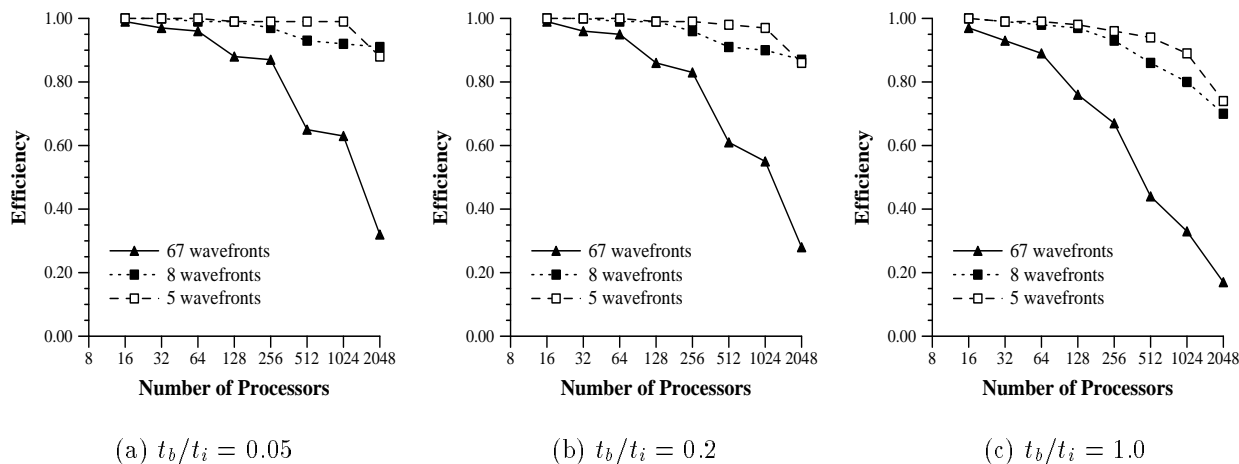 1.00
0.80
0.60
0.40
0.20
0.00
Efficiency
67 wavefronts
8 wavefronts
5 wavefronts
8 16 32 64 128 256 512 1024 2048
Number of Processors
(a) t_b/t_i = 0.05
1.00
0.80
0.60
0.40
0.20
0.00
Efficiency
67 wavefronts
8 wavefronts
5 wavefronts
8 16 32 64 128 256 512 1024 2048
Number of Processors
(b) t_b/t_i = 0.2
1.00
0.80
0.60
0.40
0.20
0.00
Efficiency
67 wavefronts
8 wavefronts
5 wavefronts
8 16 32 64 128 256 512 1024 2048
Number of Processors
(c) t_b/t_i = 1.0